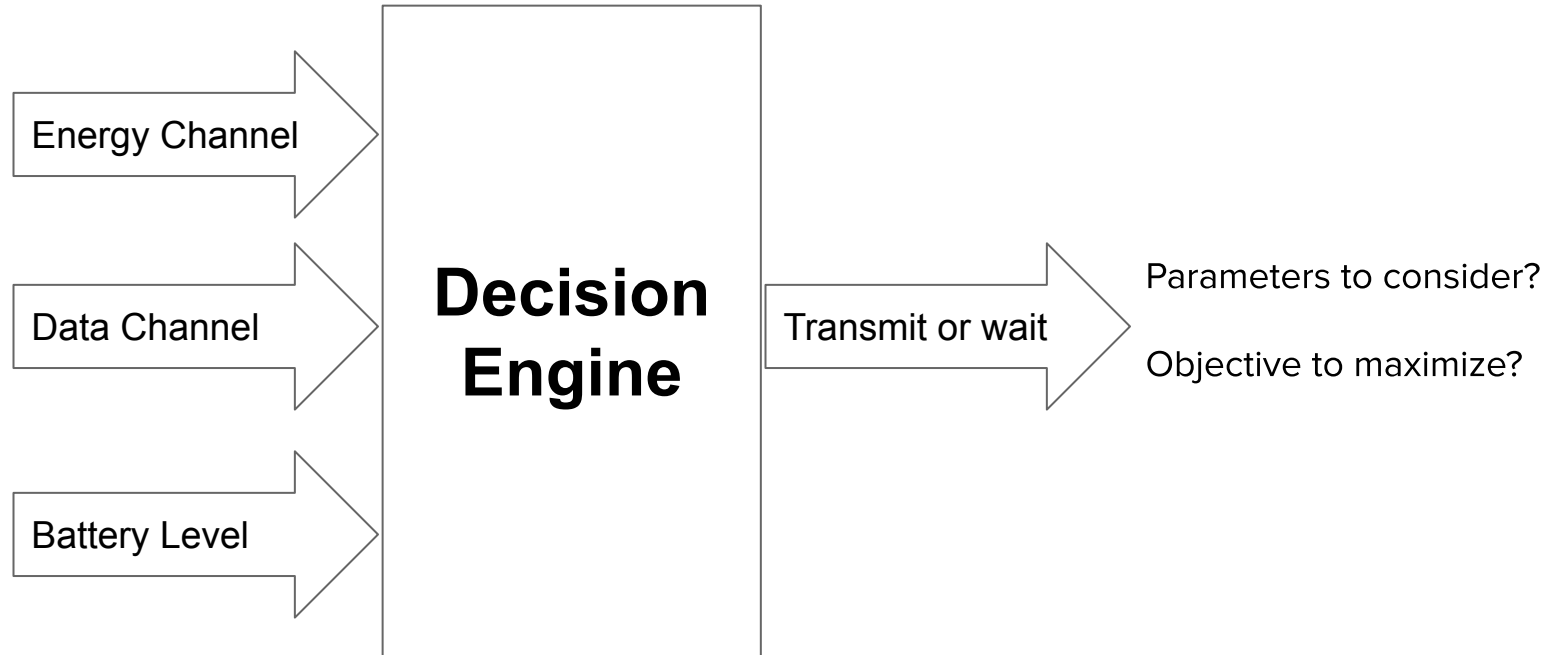 Energy Channel
Data Channel
Battery Level
Decision
Engine
Transmit or wait
Parameters to consider?
Objective to maximize?